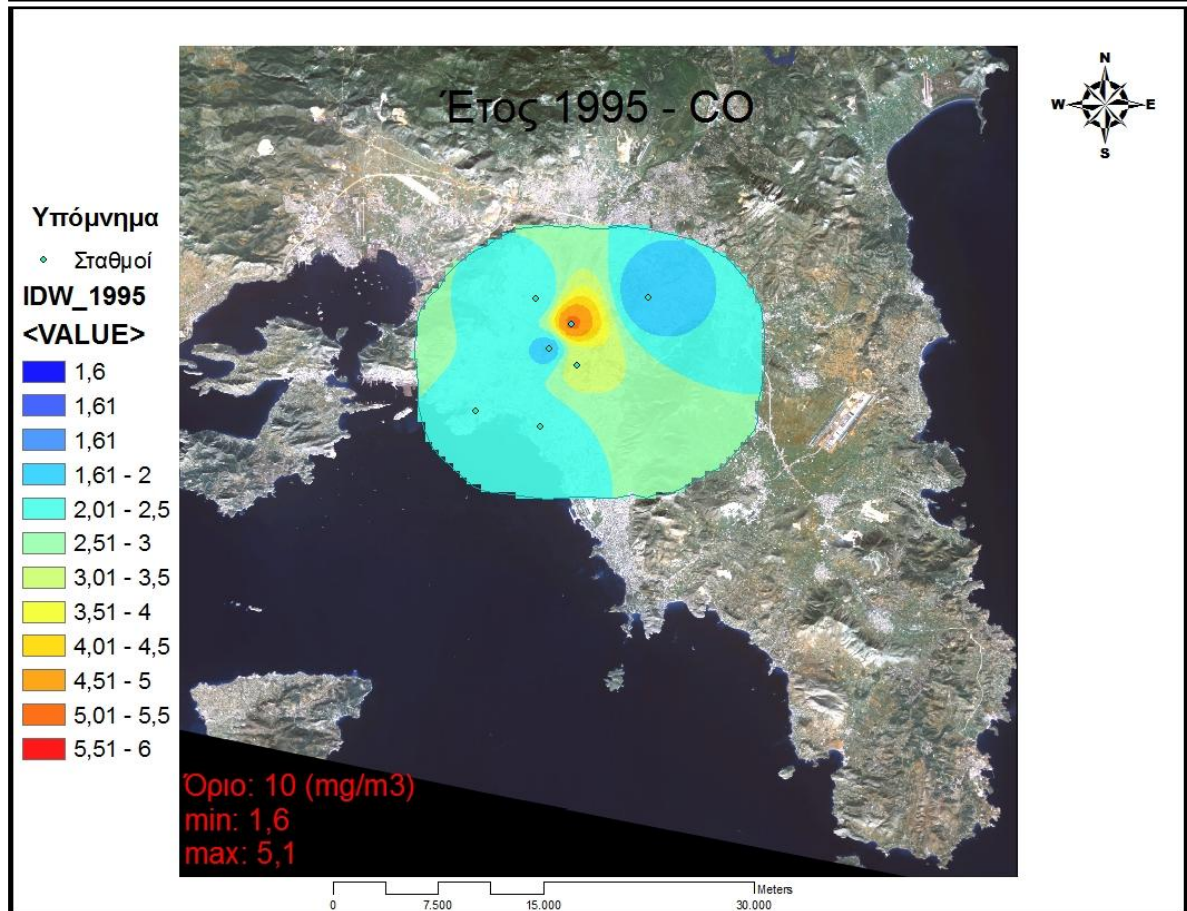 Έτος 1995 - CO
N
W
E
S
Υπόμνημα
Σταθμοί
IDW_1995
<VALUE>
1,6
1,61
1,61
1,61 - 2
2,01 - 2,5
2,51 - 3
3,01 - 3,5
3,51 - 4
4,01 - 4,5
4,51 - 5
5,01 - 5,5
5,51 - 6
Όριο: 10 (mg/m3)
min: 1,6
max: 5,1
Meters
0 7.500 15.000 30.000